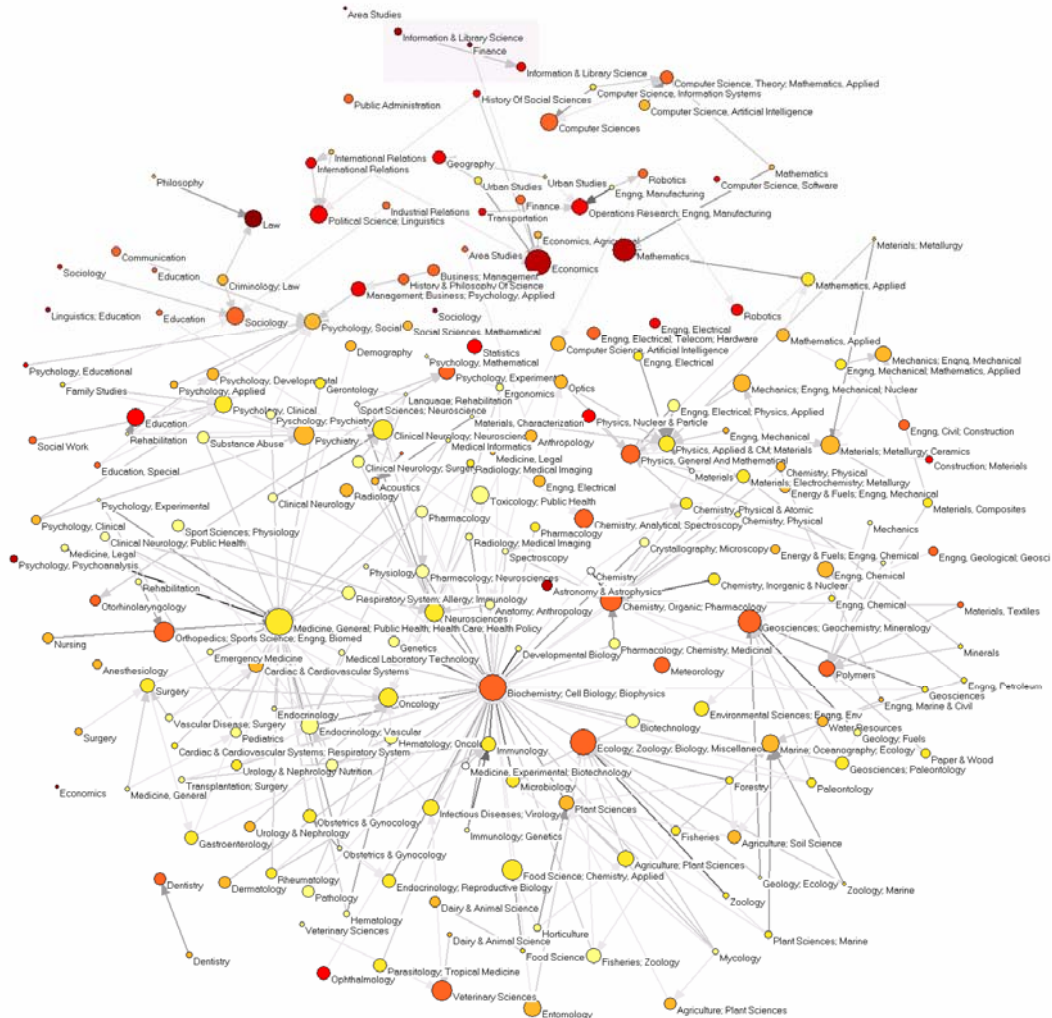 Area Studies
Information & Library Science
Finance
Information & Library Science
Computer Science, Theory; Mathematics, Applied
Computer Science, Information Systems
History Of Social Sciences
Public Administration
Computer Science, Artificial Intelligence
Computer Sciences
International Relations
International Relations
Geography
Mathematics
Robotics
Philosophy
Urban Studies
Urban Studies
Computer Science, Software
Engng, Manufacturing
Finance
Industrial Relations
Operations Research; Engng, Manufacturing
Political Science; Linguistics
Transportation
Law
Economics, Agricultural
Materials; Metallurgy
Communication
Area Studies
Mathematics
Economics
Sociology
Education
Business; Management
Criminology; Law
History & Philosophy Of Science
Mathematics, Applied
Management; Business; Psychology, Applied
Linguistics; Education
Education
Sociology
Sociology
Robotics
Psychology, Social
Social Sciences, Mathematical
Engng, Electrical
Engng, Electrical; Telecom; Hardware
Mathematics, Applied
Demography
Statistics
Computer Science, Artificial Intelligence
Engng, Electrical
Mechanics; Engng, Mechanical
Psychology, Mathematical
Engng, Mechanical; Mathematics, Applied
Psychology, Educational
Psychology, Developmental
Psychology, Experimental
Family Studies
Psychology, Applied
Gerontology
Ergonomics
Optics
Mechanics; Engng, Mechanical; Nuclear
Psychology, Clinical
Language; Rehabilitation
Engng, Electrical; Physics, Applied
Sport Sciences; Neuroscience
Psychology; Psychiatry
Materials, Characterization
Physics, Nuclear & Particle
Education
Engng, Civil; Construction
Rehabilitation
Substance Abuse
Psychiatry
Clinical Neurology; Neuroscience
Anthropology
Engng, Mechanical
Social Work
Medical Informatics
Physics, Applied & CM; Materials
Materials; Metallurgy; Ceramics
Medicine, Legal
Physics, General And Mathematical
Construction; Materials
Education, Special
Clinical Neurology; Surgery
Radiology; Medical Imaging
Materials
Chemistry, Physical
Acoustics
Engng, Electrical
Materials; Electrochemistry; Metallurgy
Energy & Fuels; Engng, Mechanical
Clinical Neurology
Radiology
Toxicology; Public Health
Psychology, Experimental
Chemistry, Physical & Atomic
Materials, Composites
Chemistry, Physical
Psychology, Clinical
Sport Sciences; Physiology
Pharmacology
Pharmacology
Chemistry, Analytical; Spectroscopy
Mechanics
Clinical Neurology; Public Health
Radiology; Medical Imaging
Medicine, Legal
Spectroscopy
Crystallography; Microscopy
Energy & Fuels; Engng, Chemical
Engng, Geological; Geosci
Psychology, Psychoanalysis
Physiology
Chemistry
Engng, Chemical
Pharmacology; Neurosciences
Chemistry, Inorganic & Nuclear
Rehabilitation
Astronomy & Astrophysics
Respiratory System; Allergy; Immunology
Engng, Chemical
Otorhinolaryngology
Anatomy; Anthropology
Chemistry, Organic; Pharmacology
Materials, Textiles
Neurosciences
Medicine, General; Public Health; Health Care; Health Policy
Geosciences; Geochemistry; Mineralogy
Orthopedics; Sports Science; Engng, Biomed
Genetics
Nursing
Pharmacology; Chemistry, Medicinal
Minerals
Emergency Medicine
Medical Laboratory Technology
Developmental Biology
Anesthesiology
Cardiac & Cardiovascular Systems
Meteorology
Polymers
Surgery
Biochemistry; Cell Biology; Biophysics
Engng, Petroleum
Geosciences
Oncology
Engng, Marine & Civil
Endocrinology
Environmental Sciences; Engng, Env
Vascular Disease; Surgery
Endocrinology; Vascular
Biotechnology
Water Resources
Surgery
Pediatrics
Hematology; Oncology
Geology; Fuels
Cardiac & Cardiovascular Systems; Respiratory System
Immunology
Ecology; Zoology; Biology, Miscellaneous
Marine; Oceanography; Ecology
Paper & Wood
Urology & Nephrology
Nutrition
Medicine, Experimental; Biotechnology
Geosciences; Paleontology
Transplantation; Surgery
Microbiology
Forestry
Paleontology
Economics
Medicine, General
Obstetrics & Gynocology
Infectious Diseases; Virology
Plant Sciences
Urology & Nephrology
Immunology; Genetics
Fisheries
Gastroenterology
Agriculture; Soil Science
Obstetrics & Gynocology
Agriculture; Plant Sciences
Dentistry
Rheumatology
Food Science; Chemistry, Applied
Dermatology
Endocrinology; Reproductive Biology
Geology; Ecology
Zoology; Marine
Pathology
Zoology
Dairy & Animal Science
Hematology
Veterinary Sciences
Horticulture
Plant Sciences; Marine
Dairy & Animal Science
Food Science
Mycology
Dentistry
Fisheries; Zoology
Ophthalmology
Parasitology; Tropical Medicine
Veterinary Sciences
Entomology
Agriculture; Plant Sciences